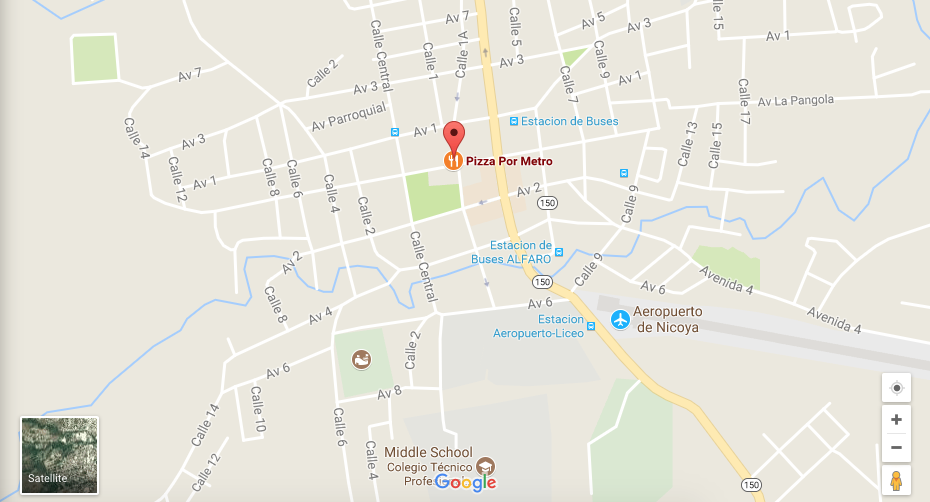 Av 7
Calle 1A
Calle 5
Av 5
Av 3
Calle 15
Av 1
Calle Central
Calle 1
Calle 9
Av 7
Calle 2
Av 3
Av 3
Calle 7
Av 1
Calle 17
Av La Pangola
Av Parroquial
Av 1
Estacion de Buses
Calle 14
Av 3
Calle 13
Calle 15
Pizza Por Metro
Calle 12
Av 1
Calle 8
Calle 6
Calle 4
Av 2
150
Calle 9
Calle 2
Estacion de
Buses ALFARO
Av 2
Calle Central
Calle 9
Avenida 4
150
Av 6
Calle 8
Av 4
Av 6
Estacion
Aeropuerto-Liceo
Aeropuerto
de Nicoya
Avenida 4
Calle 2
Av 6
Av 8
Calle 10
Calle 14
Calle 6
Calle 4
Calle 12
Middle School
Colegio Técnico
Google
150
Satellite